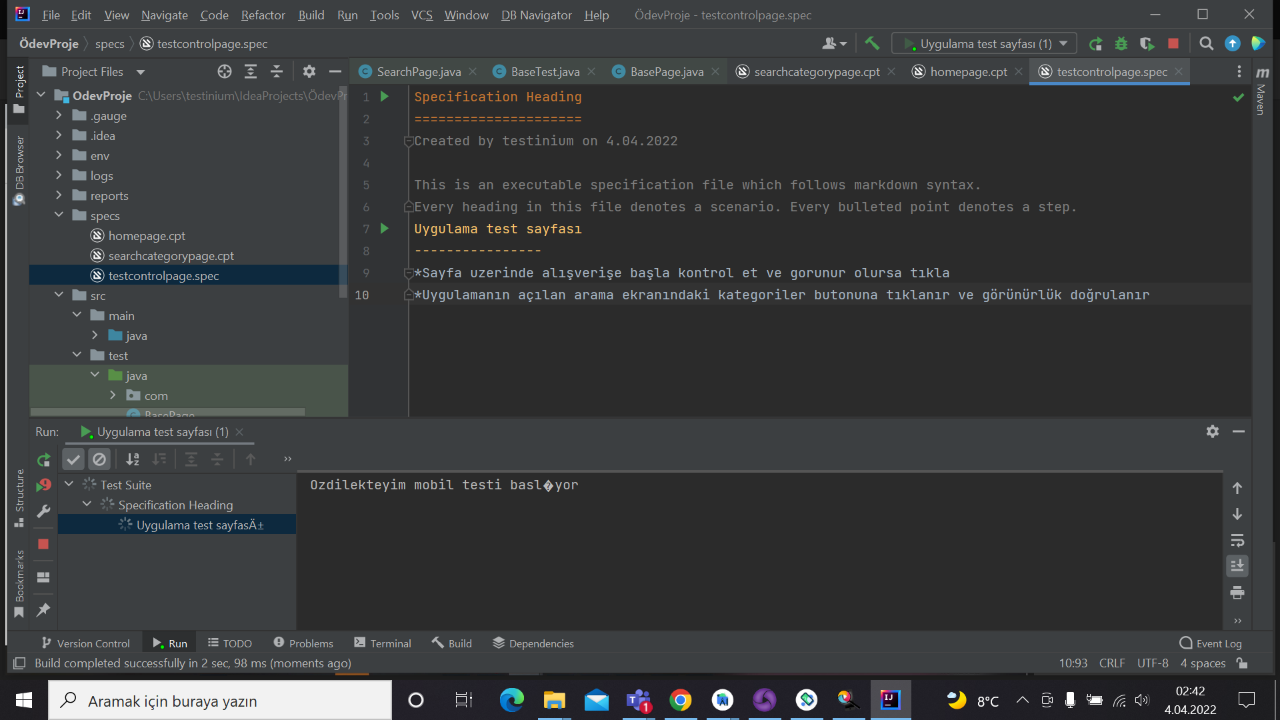 File Edit View Navigate Code Refactor Build Run Tools VCS Window DB Navigator Help ÖdevProje - testcontrolpage.spec
ÖdevProje specs testcontrolpage.spec Uygulama test sayfası (1)
Project Files
SearchPage.java BaseTest.java BasePage.java searchcategorypage.cpt homepage.cpt testcontrolpage.spec
Project
DB Browser
Structure
Bookmarks
Maven
OdevProje C:\Users\testinium\IdeaProjects\ÖdevPr
.gauge
.idea
env
logs
reports
specs
homepage.cpt
searchcategorypage.cpt
testcontrolpage.spec
src
main
java
test
java
com
BasePage
1 Specification Heading
2 =====================
3 Created by testinium on 4.04.2022
4
5 This is an executable specification file which follows markdown syntax.
6 Every heading in this file denotes a scenario. Every bulleted point denotes a step.
7 Uygulama test sayfası
8 ----------------
9 *Sayfa uzerinde alışverişe başla kontrol et ve gorunur olursa tıkla
10 *Uygulamanın açılan arama ekranındaki kategoriler butonuna tıklanır ve görünürlük doğrulanır
Run: Uygulama test sayfası (1)
Test Suite
Specification Heading
Uygulama test sayfasÄ±
Ozdilekteyim mobil testi basl�yor
Version Control Run TODO Problems Terminal Build Dependencies Event Log
Build completed successfully in 2 sec, 98 ms (moments ago) 10:93 CRLF UTF-8 4 spaces
Aramak için buraya yazın
8°C
02:42
4.04.2022